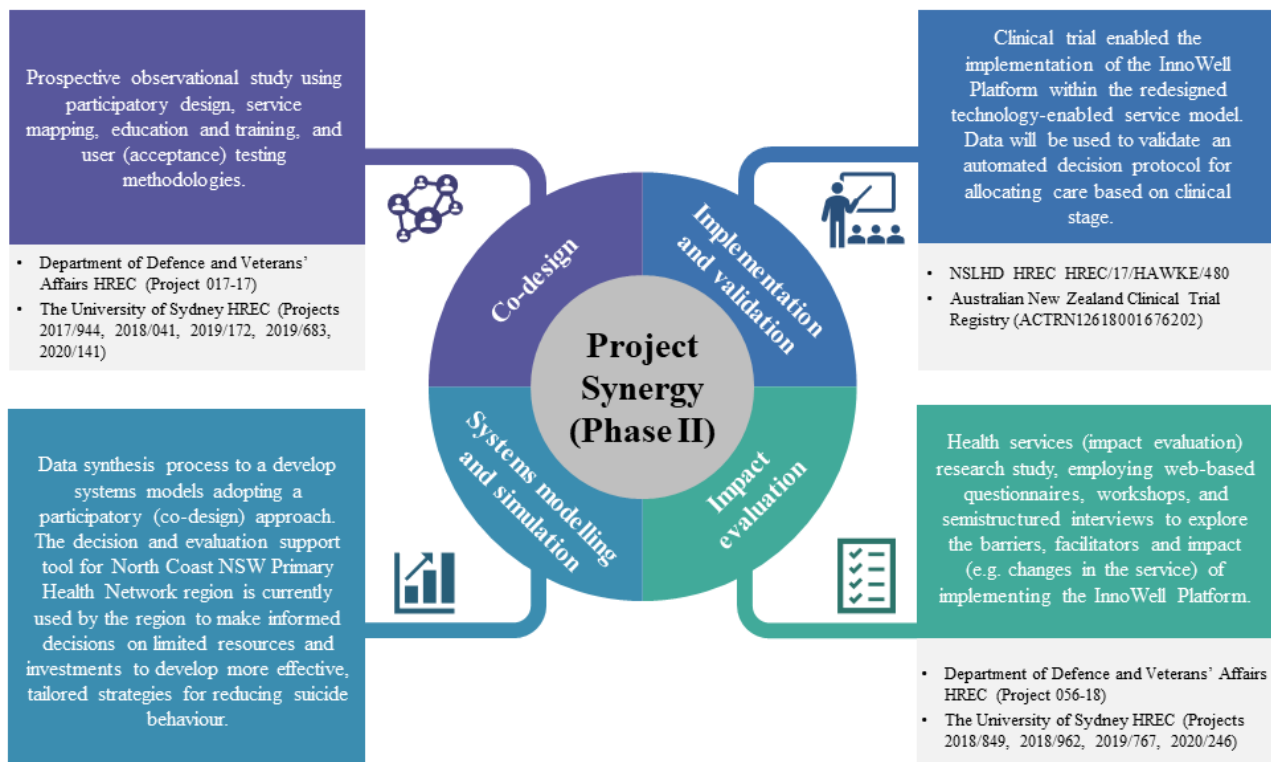 Prospective observational study using
participatory design, service
mapping, education and training, and
user (acceptance) testing
methodologies.
• Department of Defence and Veterans’
Affairs HREC (Project 017-17)
• The University of Sydney HREC (Projects
2017/944, 2018/041, 2019/172, 2019/683,
2020/141)
Clinical trial enabled the
implementation of the InnoWell
Platform within the redesigned
technology-enabled service model.
Data will be used to validate an
automated decision protocol for
allocating care based on clinical
stage.
• NSLHD HREC HREC/17/HAWKE/480
• Australian New Zealand Clinical Trial
Registry (ACTRN12618001676202)
Co-design
Implementation
and validation
Project
Synergy
(Phase II)
Systems modelling
and simulation
Impact
evaluation
Data synthesis process to a develop
systems models adopting a
participatory (co-design) approach.
The decision and evaluation support
tool for North Coast NSW Primary
Health Network region is currently
used by the region to make informed
decisions on limited resources and
investments to develop more effective,
tailored strategies for reducing suicide
behaviour.
Health services (impact evaluation)
research study, employing web-based
questionnaires, workshops, and
semistructured interviews to explore
the barriers, facilitators and impact
(e.g. changes in the service) of
implementing the InnoWell Platform.
• Department of Defence and Veterans’ Affairs
HREC (Project 056-18)
• The University of Sydney HREC (Projects
2018/849, 2018/962, 2019/767, 2020/246)